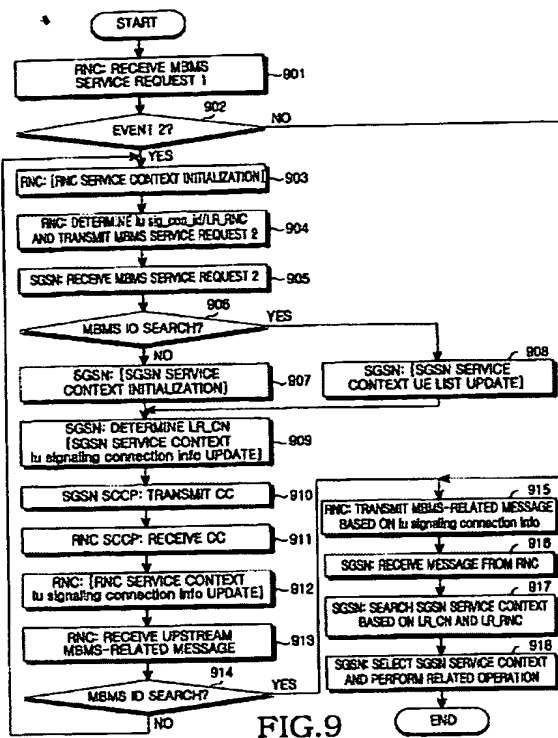 START
RNC: RECEIVE MBMS
SERVICE REQUEST 1
901
902
EVENT 2?
NO
YES
RNC: [RNC SERVICE CONTEXT INITIALIZATION]
903
RNC: DETERMINE Iu sig_con_id/LR_RNC
AND TRANSMIT MBMS SERVICE REQUEST 2
904
SGSN: RECEIVE MBMS SERVICE REQUEST 2
905
906
MBMS ID SEARCH?
YES
NO
SGSN: [SGSN SERVICE
CONTEXT INITIALIZATION]
907
908
SGSN: [SGSN SERVICE
CONTEXT UE LIST UPDATE]
SGSN: DETERMINE LR_CN
[SGSN SERVICE CONTEXT
Iu signaling connection info UPDATE]
909
SGSN SCCP: TRANSMIT CC
910
RNC SCCP: RECEIVE CC
911
RNC: [RNC SERVICE CONTEXT
Iu signaling connection info UPDATE]
912
RNC: RECEIVE UPSTREAM
MBMS-RELATED MESSAGE
913
914
MBMS ID SEARCH?
YES
NO
915
RNC: TRANSMIT MBMS-RELATED MESSAGE
BASED ON Iu signaling connection info
916
SGSN: RECEIVE MESSAGE FROM RNC
917
SGSN: SEARCH SGSN SERVICE CONTEXT
BASED ON LR_CN AND LR_RNC
918
SGSN: SELECT SGSN SERVICE CONTEXT
AND PERFORM RELATED OPERATION
END
FIG.9